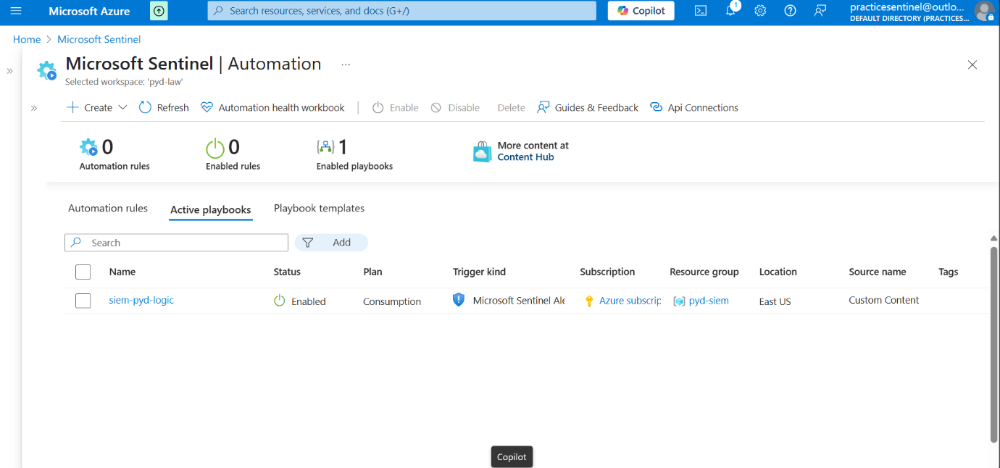 Microsoft Azure
Search resources, services, and docs (G+/)
Copilot
1
practicesentinel@outlo...
DEFAULT DIRECTORY (PRACTICES...
Home > Microsoft Sentinel
Microsoft Sentinel | Automation ...
Selected workspace: 'pyd-law'
Create Refresh Automation health workbook Enable Disable Delete Guides & Feedback Api Connections
0 0 1
Automation rules Enabled rules Enabled playbooks
More content at
Content Hub
Automation rules Active playbooks Playbook templates
Search Add
Name Status Plan Trigger kind Subscription Resource group Location Source name Tags
siem-pyd-logic Enabled Consumption Microsoft Sentinel Ale Azure subscrip pyd-siem East US Custom Content
Copilot